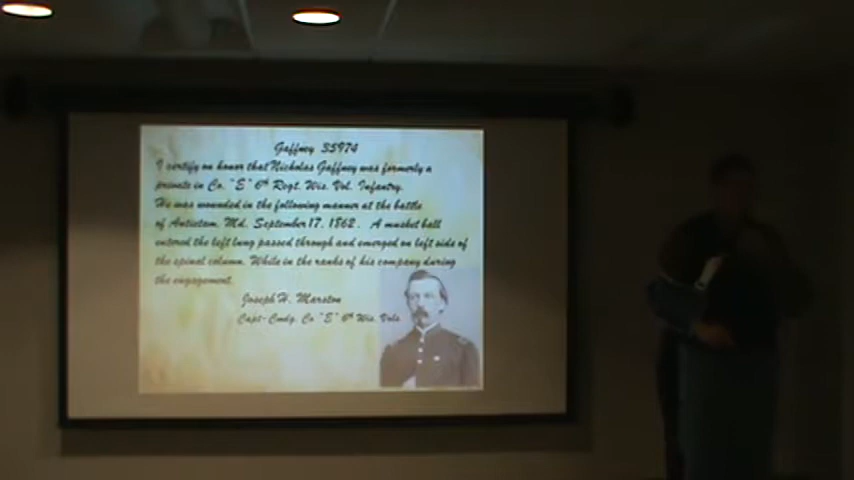 Gaffney 35974
I certify on honor that Nicholas Gaffney was formerly a
private in Co. "E" 6th Regt. Wis. Vol. Infantry.
He was wounded in the following manner at the battle
of Antietam, Md. September 17, 1862. A musket ball
entered the left lung passed through and emerged on left side of
the spinal column. While in the ranks of his company during
the engagement.
Joseph H. Marston
Capt-Cmdg. Co "E" 6th Wis. Vols.